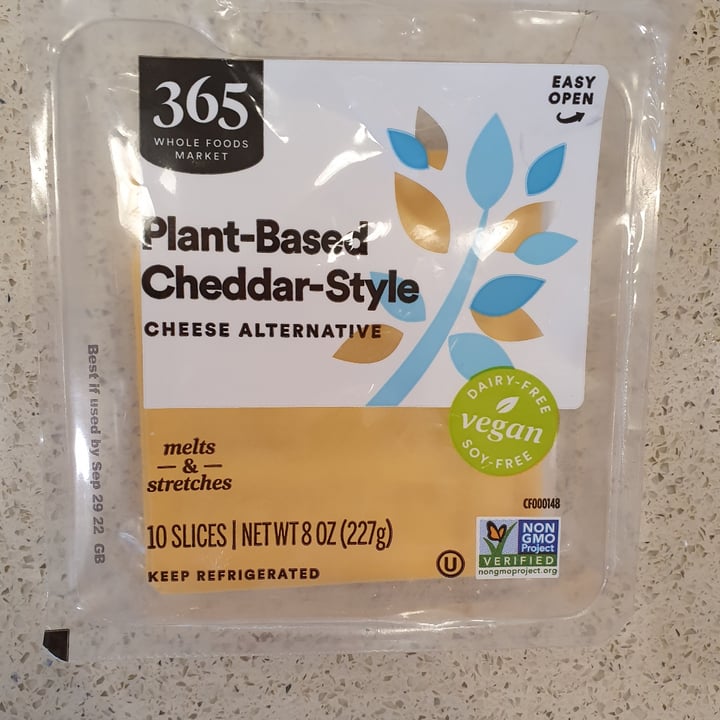 365
WHOLE FOODS
MARKET
EASY
OPEN
Plant-Based
Cheddar-Style
CHEESE ALTERNATIVE
DAIRY-FREE
vegan
SOY-FREE
melts
&
stretches
Best if used by Sep 29 22 GB
CF000148
10 SLICES | NET WT 8 OZ (227g)
KEEP REFRIGERATED
U
NON
GMO
Project
VERIFIED
nongmoproject.org